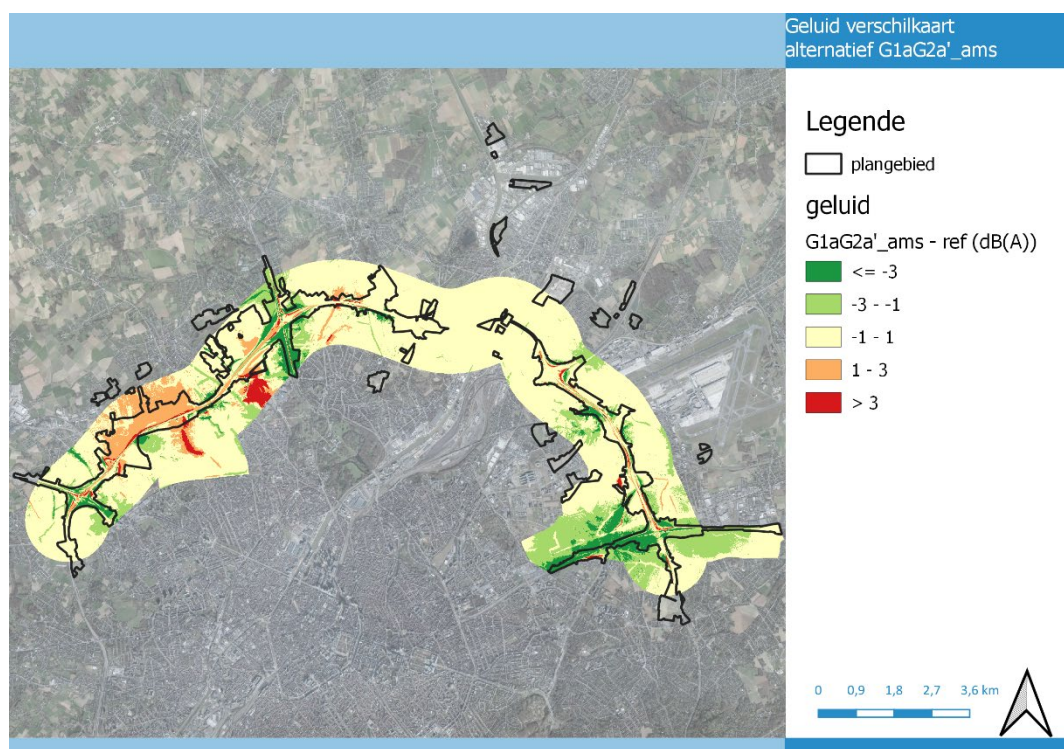 Geluid verschilkaart
alternatief G1aG2a'_ams
Legende
plangebied
geluid
G1aG2a'_ams - ref (dB(A))
<= -3
-3 - -1
-1 - 1
1 - 3
> 3
0 0,9 1,8 2,7 3,6 km